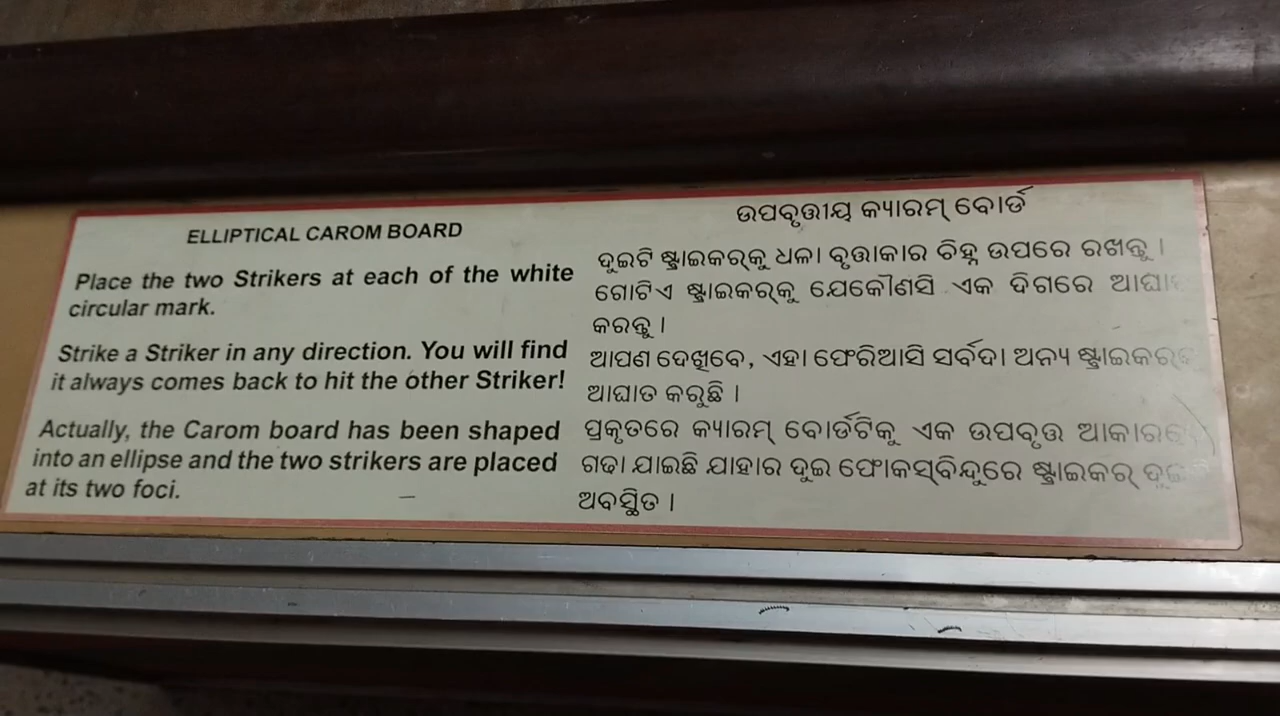 ELLIPTICAL CAROM BOARD
Place the two Strikers at each of the white
circular mark.
Strike a Striker in any direction. You will find
it always comes back to hit the other Striker!
Actually, the Carom board has been shaped
into an ellipse and the two strikers are placed
at its two foci.
ଉପବୃତ୍ତୀୟ କ୍ୟାରମ୍ ବୋର୍ଡ
ଦୁଇଟି ଷ୍ଟ୍ରାଇକର୍‌କୁ ଧଳା ବୃତ୍ତାକାର ଚିହ୍ନ ଉପରେ ରଖନ୍ତୁ ।
ଗୋଟିଏ ଷ୍ଟ୍ରାଇକର୍‌କୁ ଯେକୌଣସି ଏକ ଦିଗରେ
କରନ୍ତୁ ।
ଆପଣ ଦେଖିବେ, ଏହା ଫେରିଆସି ସର୍ବଦା ଅନ୍ୟ
ଆଘାତ କରୁଛି ।
ପ୍ରକୃତରେ କ୍ୟାରମ୍ ବୋର୍ଡଟିକୁ ଏକ ଉପବୃତ୍ତ
ଗଢା ଯାଇଛି ଯାହାର ଦୁଇ ଫୋକସ୍‌ବିନ୍ଦୁରେ ଷ୍ଟ୍ରାଇକର୍
ଅବସ୍ଥିତ ।